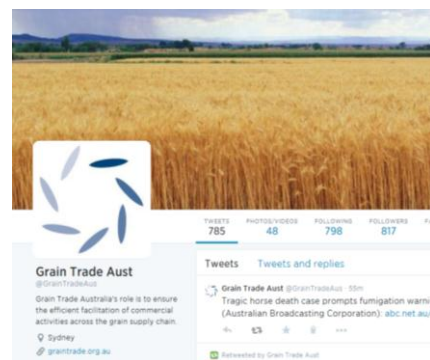 TWEETS PHOTOS/VIDEOS FOLLOWING FOLLOWERS
785 48 798 817
Grain Trade Aust
@GrainTradeAus
Grain Trade Australia's role is to ensure
the efficient facilitation of commercial
activities across the grain supply chain.
Sydney
graintrade.org.au
Tweets Tweets and replies
Grain Trade Aust @GrainTradeAus · 55m
Tragic horse death case prompts fumigation warni
(Australian Broadcasting Corporation): abc.net.au
Retweeted by Grain Trade Aust